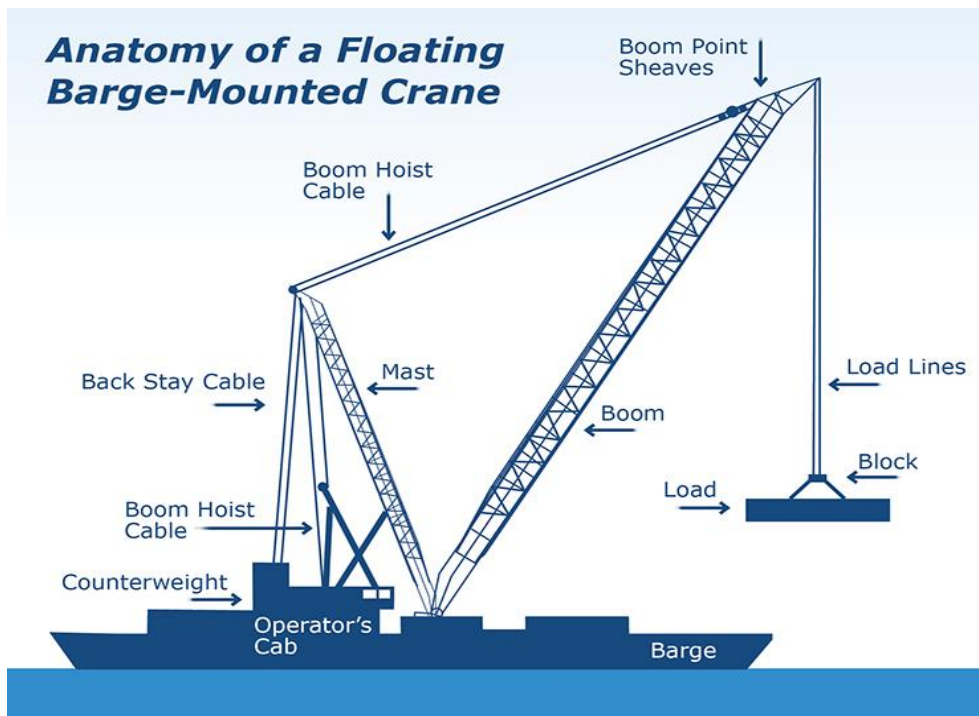 Anatomy of a Floating
Barge-Mounted Crane
Boom Point
Sheaves
Boom Hoist
Cable
Back Stay Cable
Mast
Load Lines
Boom
Block
Load
Boom Hoist
Cable
Counterweight
Operator's
Cab
Barge